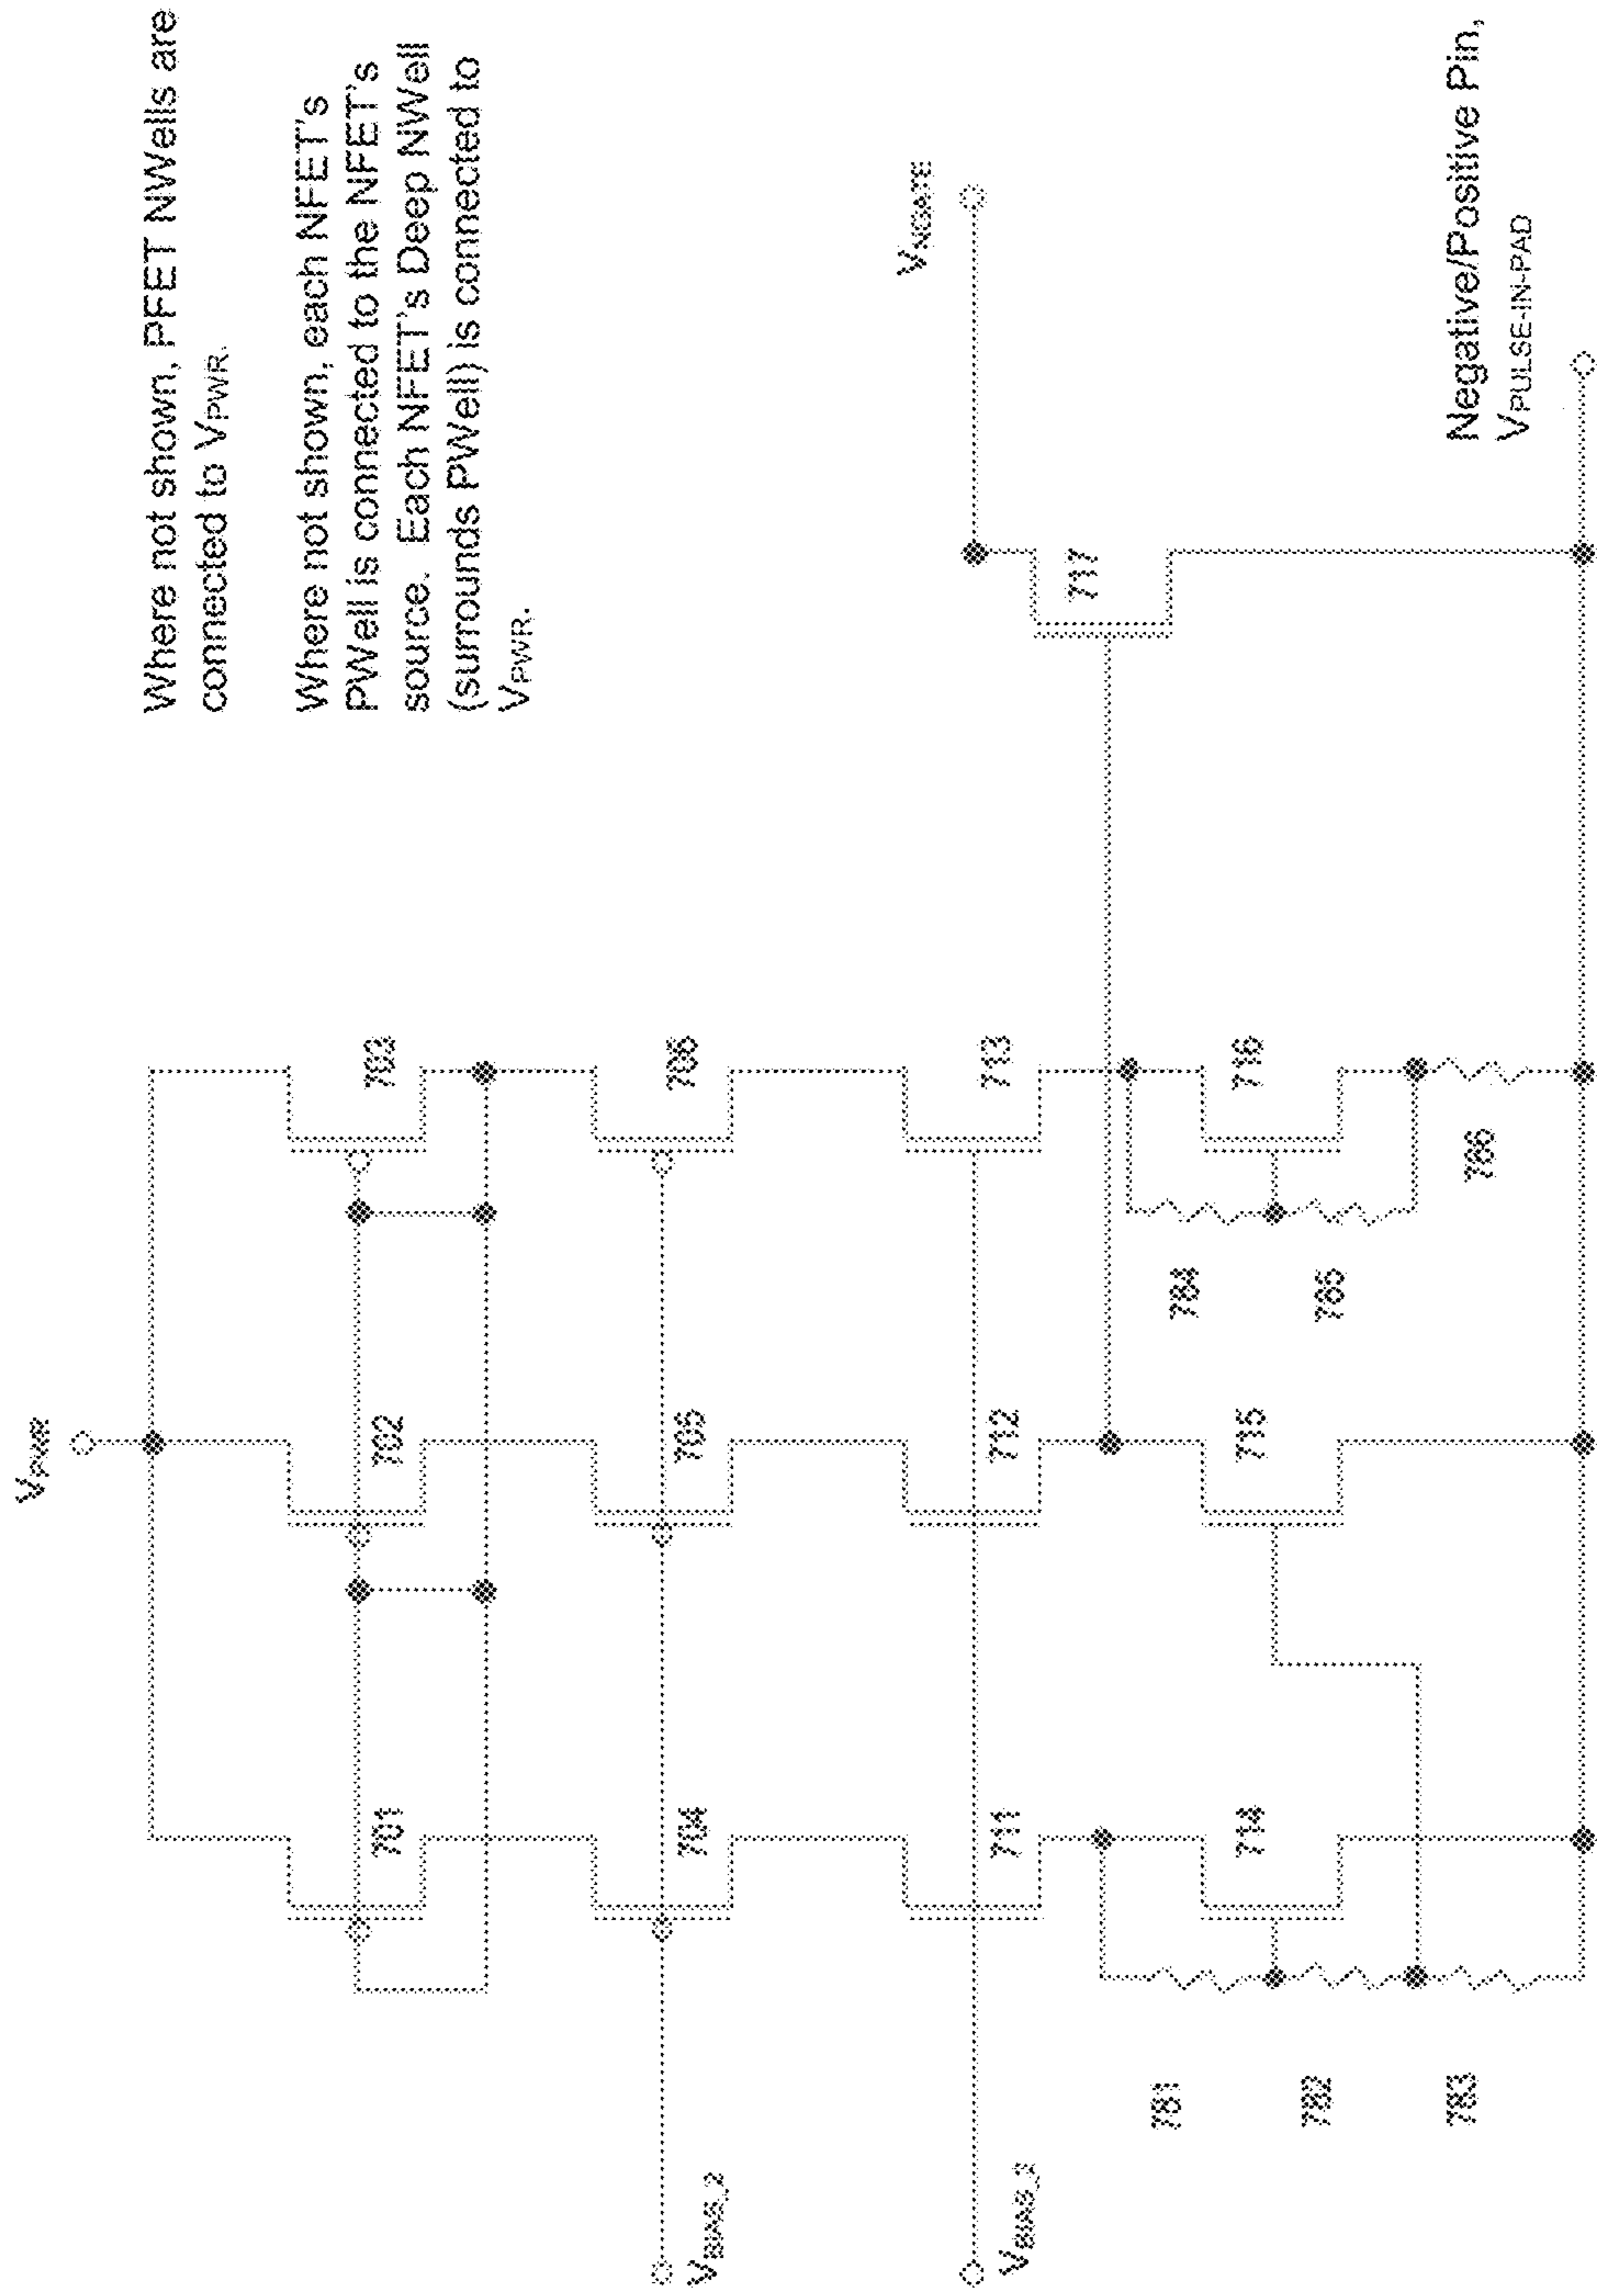 Where not shown, PFET NWells are
connected to VPWR.
Where not shown, each NFET's
PWell is connected to the NFET's
source. Each NFET's Deep NWell
(surrounds PWell) is connected to
VPWR.
VPWR
701
702
703
704
705
706
VBIAS_2
711
712
713
VBIAS_3
VNGATE
717
714
715
716
781
782
783
784
785
786
Negative/Positive Pin,
VPULSE-IN-PAD